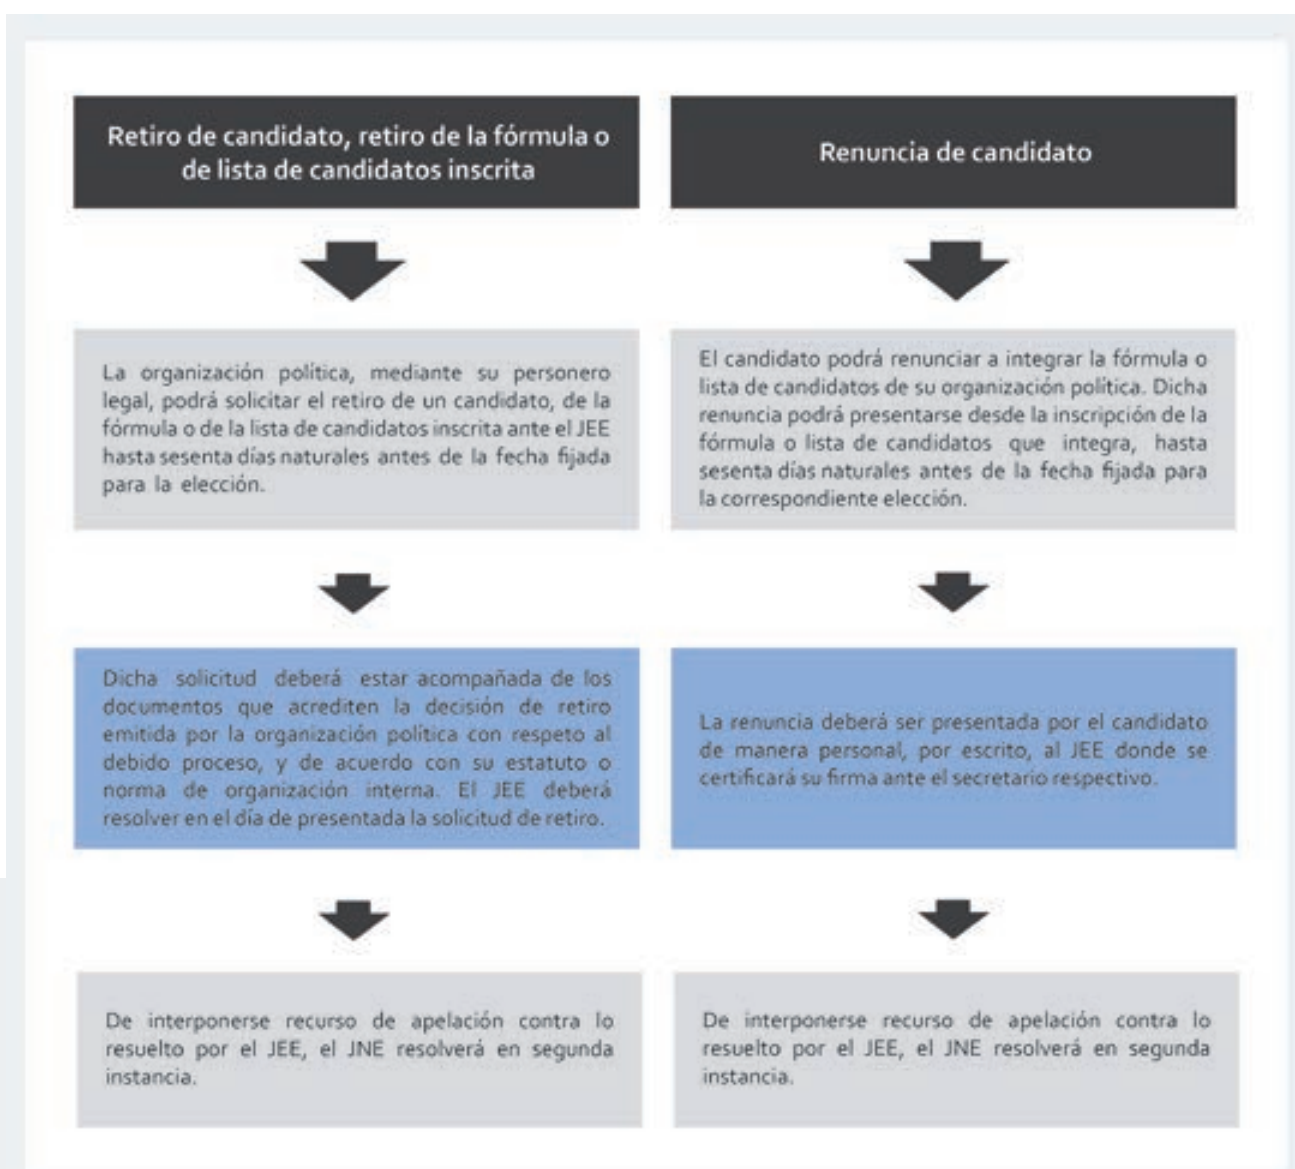 Retiro de candidato, retiro de la fórmula o
de lista de candidatos inscrita
La organización política, mediante su personero
legal, podrá solicitar el retiro de un candidato, de la
fórmula o de la lista de candidatos inscrita ante el JEE
hasta sesenta días naturales antes de la fecha fijada
para la elección.
Dicha solicitud deberá estar acompañada de los
documentos que acrediten la decisión de retiro
emitida por la organización política con respeto al
debido proceso, y de acuerdo con su estatuto o
norma de organización interna. El JEE deberá
resolver en el día de presentada la solicitud de retiro.
De interponerse recurso de apelación contra lo
resuelto por el JEE, el JNE resolverá en segunda
instancia.
Renuncia de candidato
El candidato podrá renunciar a integrar la fórmula o
lista de candidatos de su organización política. Dicha
renuncia podrá presentarse desde la inscripción de la
fórmula o lista de candidatos que integra, hasta
sesenta días naturales antes de la fecha fijada para
la correspondiente elección.
La renuncia deberá ser presentada por el candidato
de manera personal, por escrito, al JEE donde se
certificará su firma ante el secretario respectivo.
De interponerse recurso de apelación contra lo
resuelto por el JEE, el JNE resolverá en segunda
instancia.